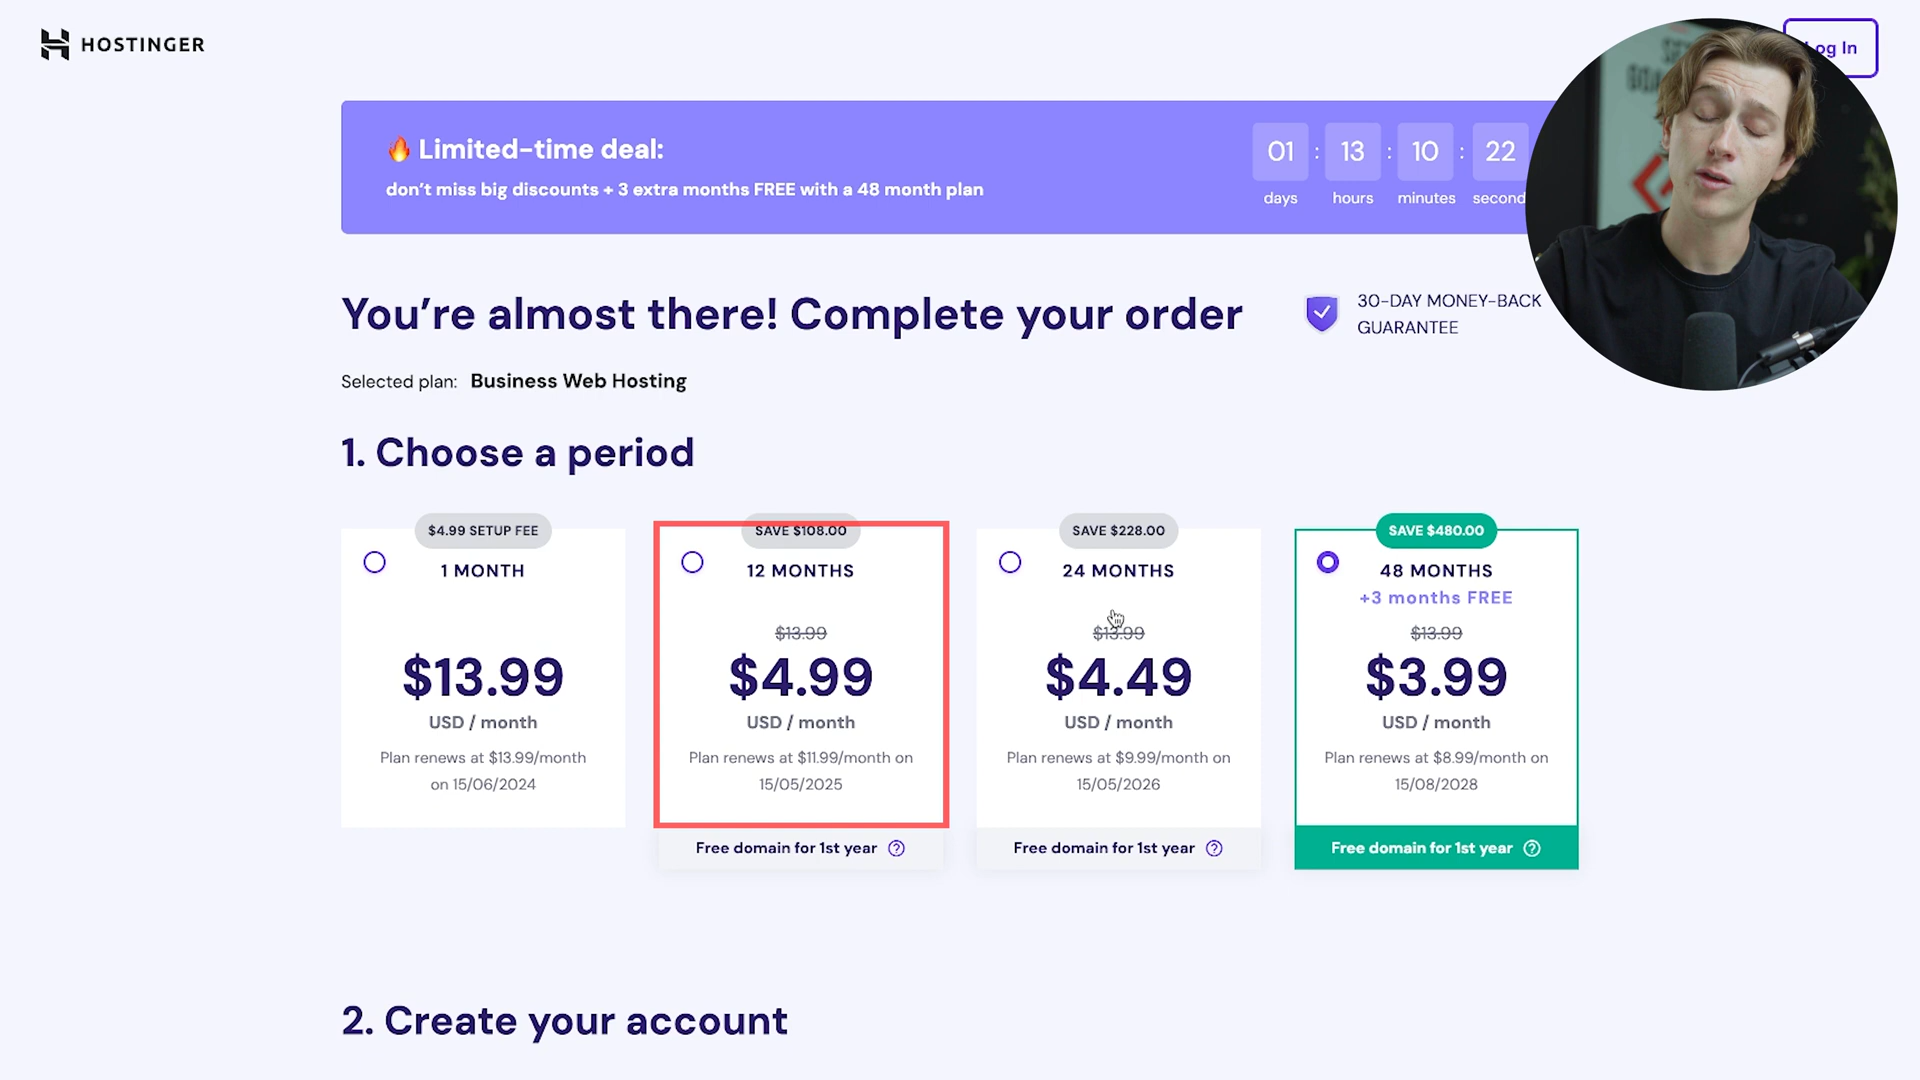 HOSTINGER
Log In
🔥 Limited-time deal:
don't miss big discounts + 3 extra months FREE with a 48 month plan
01 : 13 : 10 : 22
days hours minutes second
You're almost there! Complete your order
30-DAY MONEY-BACK
GUARANTEE
Selected plan: Business Web Hosting
1. Choose a period
$4.99 SETUP FEE
1 MONTH
$13.99
USD / month
Plan renews at $13.99/month
on 15/06/2024
SAVE $108.00
12 MONTHS
$13.99
$4.99
USD / month
Plan renews at $11.99/month on
15/05/2025
Free domain for 1st year
SAVE $228.00
24 MONTHS
$13.99
$4.49
USD / month
Plan renews at $9.99/month on
15/05/2026
Free domain for 1st year
SAVE $480.00
48 MONTHS
+3 months FREE
$13.99
$3.99
USD / month
Plan renews at $8.99/month on
15/08/2028
Free domain for 1st year
2. Create your account